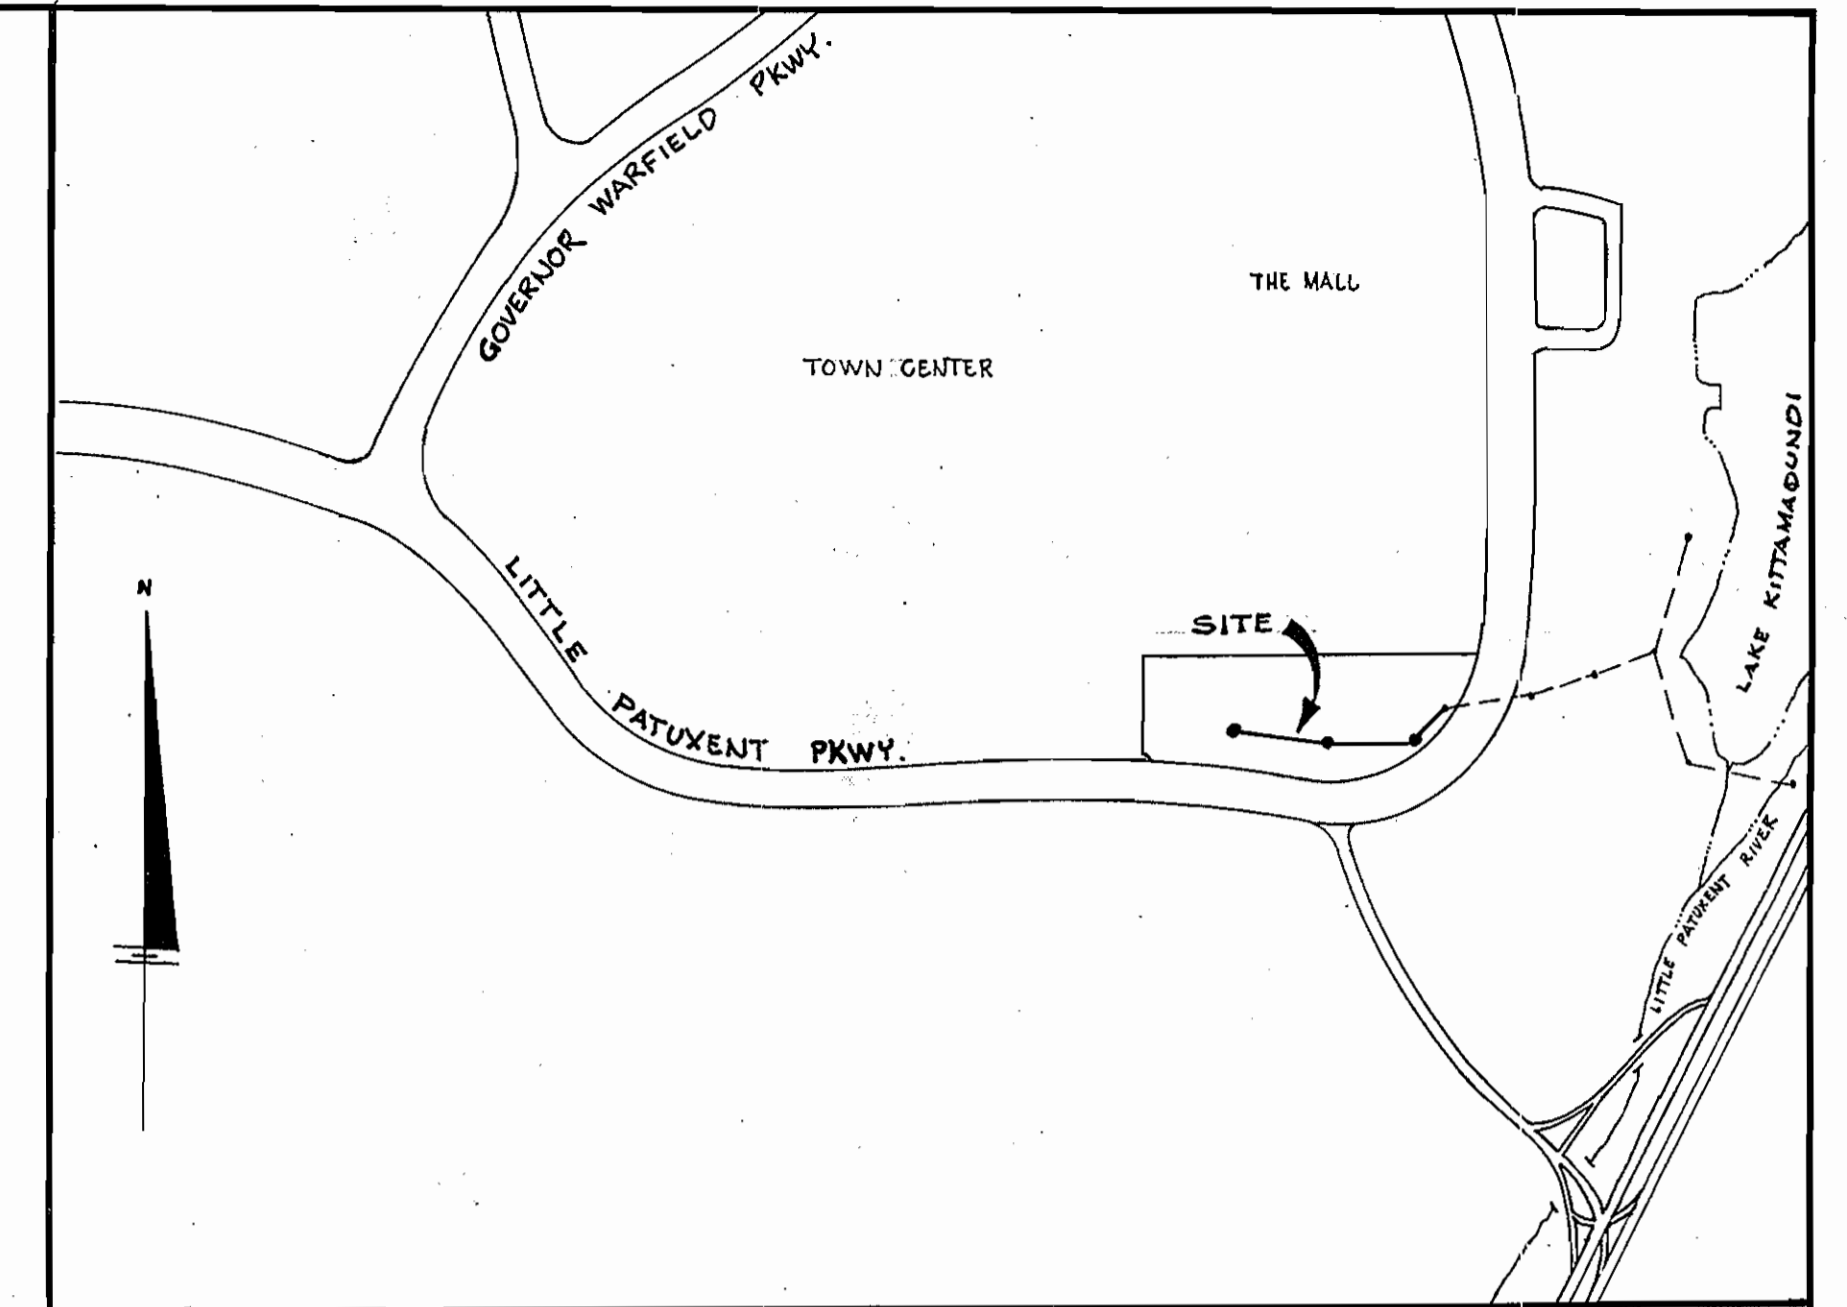 GOVERNOR WARFIELD PKWY.
THE MALL
TOWN CENTER
LAKE KITTAMAQUNDI
N
LITTLE PATUXENT PKWY.
SITE
LITTLE PATUXENT RIVER